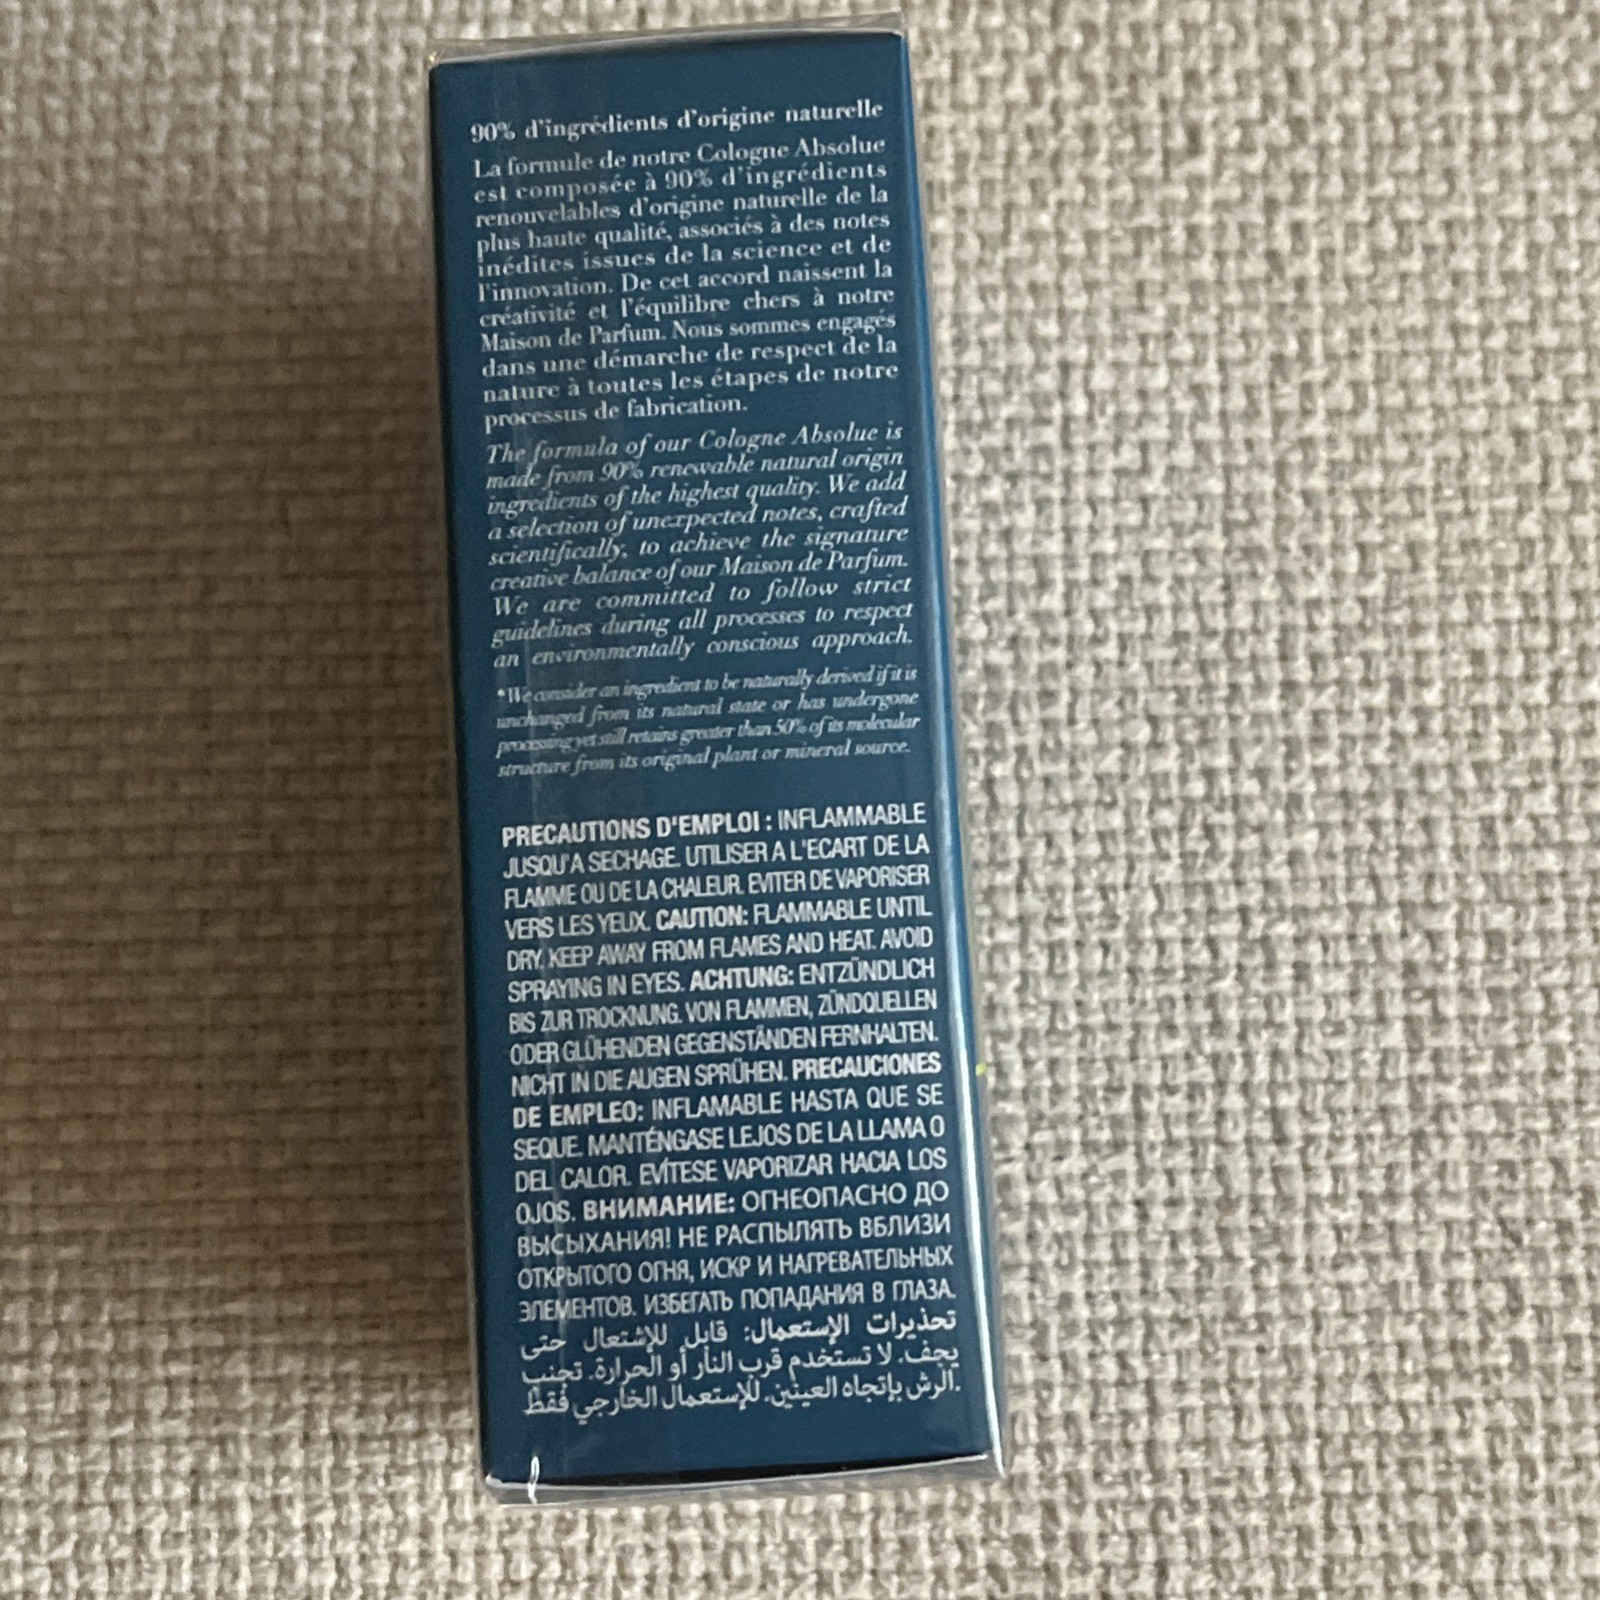 90% d'ingrédients d'origine naturelle
La formule de notre Cologne Absolue
est composée à 90% d'ingrédients
renouvelables d'origine naturelle de la
plus haute qualité, associés à des notes
inédites issues de la science et de
l'innovation. De cet accord naissent la
créativité et l'équilibre chers à notre
Maison de Parfum. Nous sommes engagés
dans une démarche de respect de la
nature à toutes les étapes de notre
processus de fabrication.
The formula of our Cologne Absolue is
made from 90% renewable natural origin
ingredients of the highest quality. We add
a selection of unexpected notes, crafted
scientifically, to achieve the signature
creative balance of our Maison de Parfum.
We are committed to follow strict
guidelines during all processes to respect
an environmentally conscious approach.
*We consider an ingredient to be naturally derived if it is
unchanged from its natural state or has undergone
processing yet still retains greater than 50% of its molecular
structure from its original plant or mineral source.
PRECAUTIONS D'EMPLOI : INFLAMMABLE
JUSQU'A SECHAGE. UTILISER A L'ECART DE LA
FLAMME OU DE LA CHALEUR. EVITER DE VAPORISER
VERS LES YEUX. CAUTION: FLAMMABLE UNTIL
DRY. KEEP AWAY FROM FLAMES AND HEAT. AVOID
SPRAYING IN EYES. ACHTUNG: ENTZÜNDLICH
BIS ZUR TROCKNUNG. VON FLAMMEN, ZÜNDQUELLEN
ODER GLÜHENDEN GEGENSTÄNDEN FERNHALTEN.
NICHT IN DIE AUGEN SPRÜHEN. PRECAUCIONES
DE EMPLEO: INFLAMABLE HASTA QUE SE
SEQUE. MANTÉNGASE LEJOS DE LA LLAMA O
DEL CALOR. EVÍTESE VAPORIZAR HACIA LOS
OJOS. ВНИМАНИЕ: ОГНЕОПАСНО ДО
ВЫСЫХАНИЯ! НЕ РАСПЫЛЯТЬ ВБЛИЗИ
ОТКРЫТОГО ОГНЯ, ИСКР И НАГРЕВАТЕЛЬНЫХ
ЭЛЕМЕНТОВ. ИЗБЕГАТЬ ПОПАДАНИЯ В ГЛАЗА.
تحذيرات الإستعمال: قابل للإشتعال حتى
يجف. لا تستخدم قرب النار أو الحرارة. تجنب
الرش بإتجاه العينين. للإستعمال الخارجي فقط.